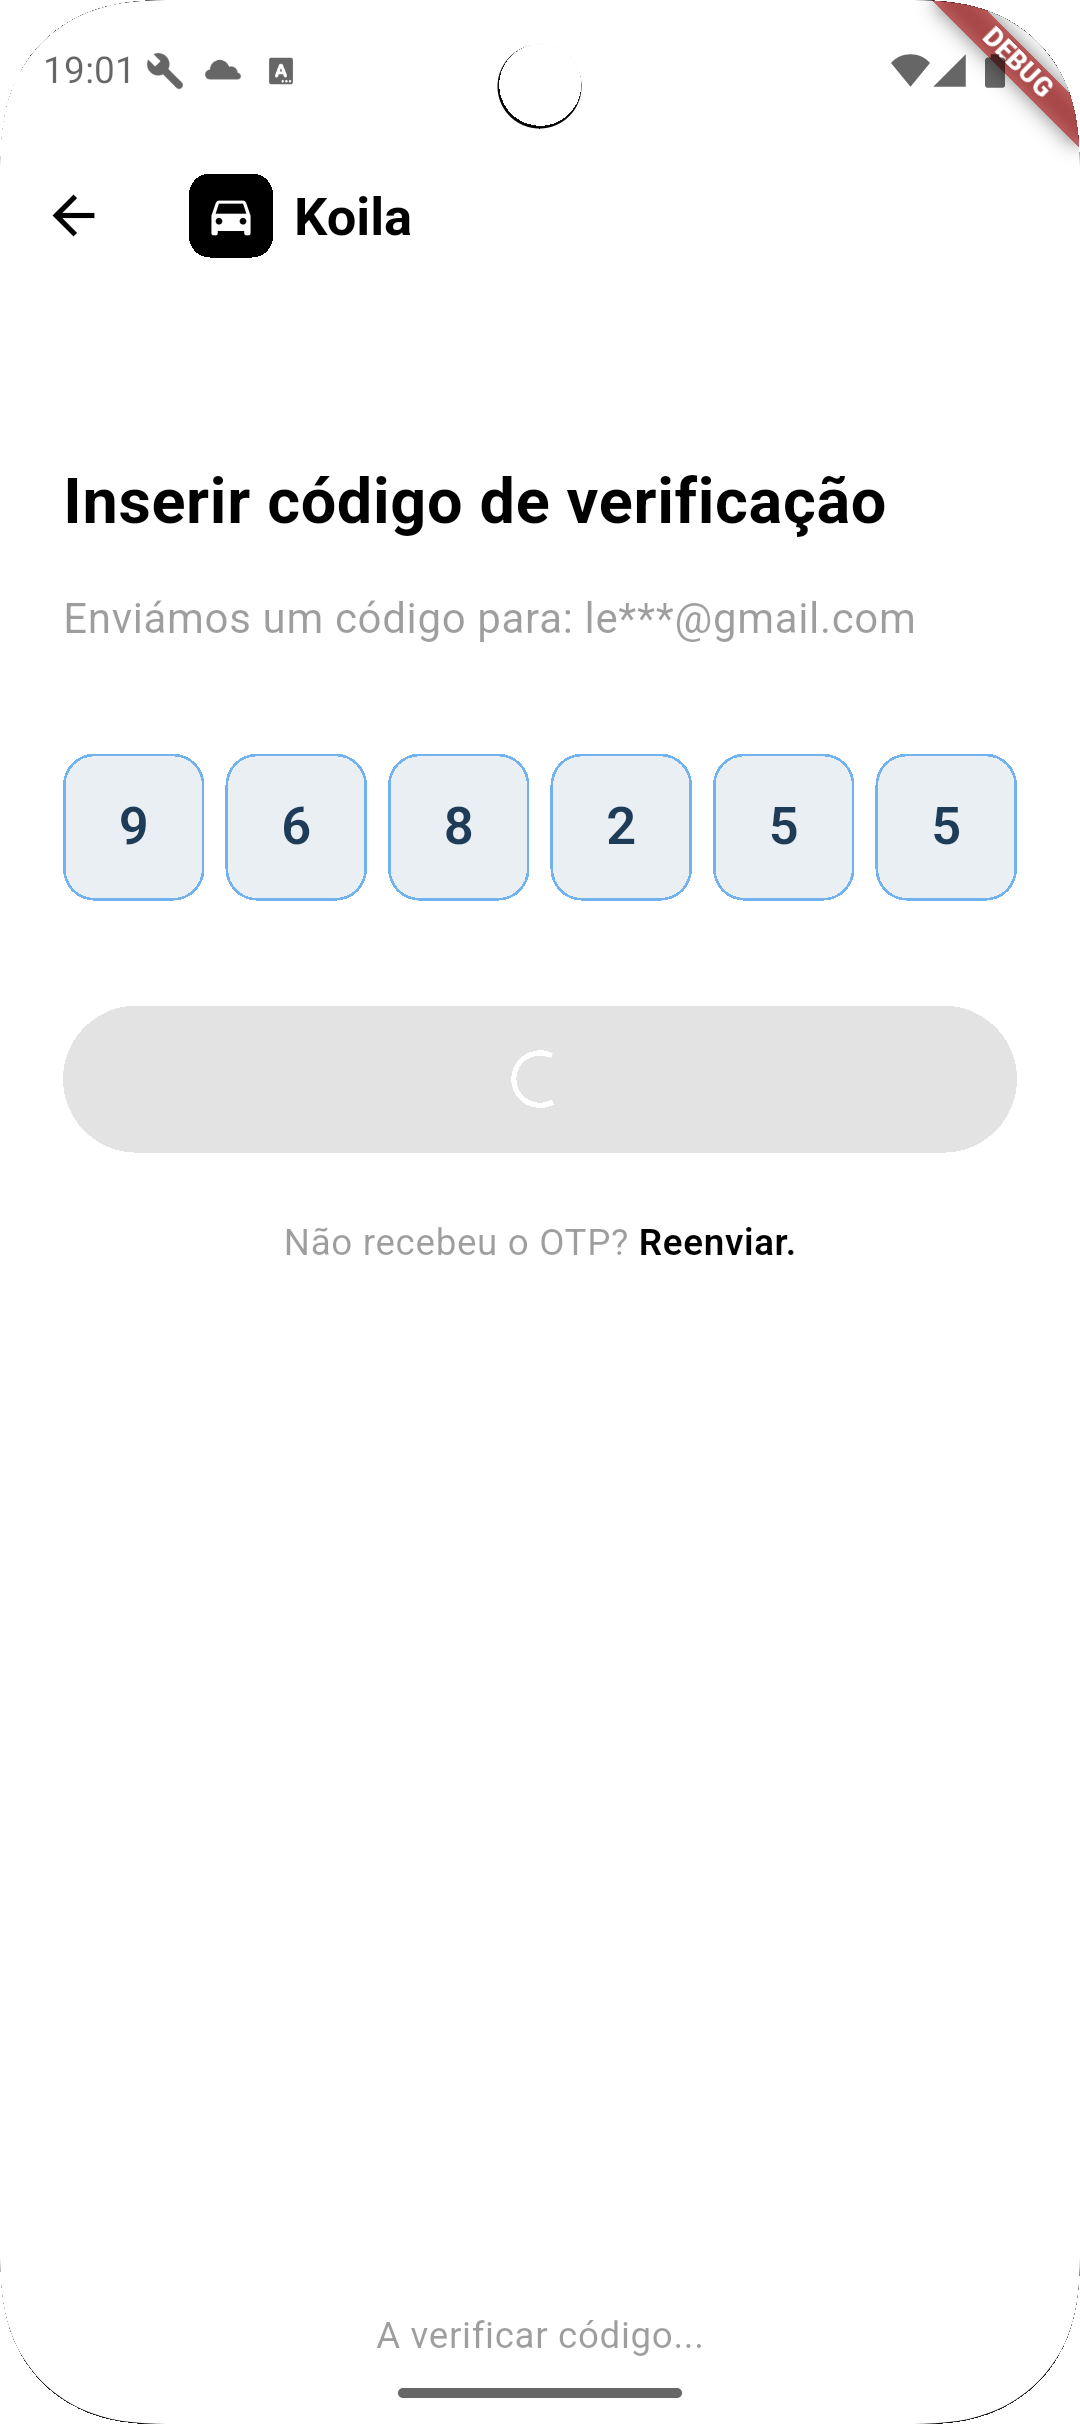 19:01
DEBUG
Koila
Inserir código de verificação
Enviámos um código para: le***@gmail.com
9 6 8 2 5 5
Não recebeu o OTP? Reenviar.
A verificar código...